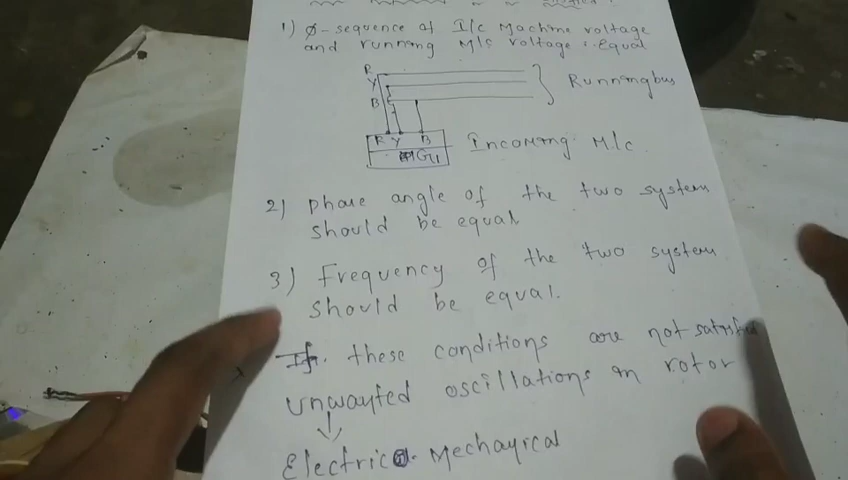 1) φ-sequence of I/c Machine voltage
and running M/c voltage : equal
R
Y
B
Running bus
R Y B
G1
Incoming M/c
2) phase angle of the two system
should be equal
3) Frequency of the two system
should be equal.
If. these conditions are not satisfied
unwanted oscillations in rotor
Electric. Mechanical